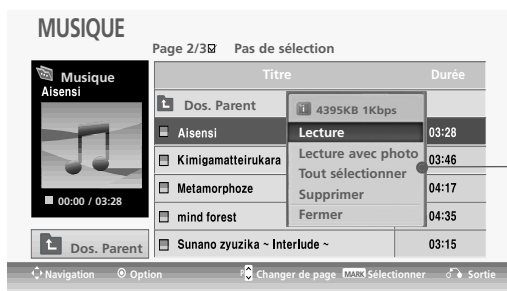 MUSIQUE
Page 2/3 Pas de sélection
Musique
Aisensi
00:00 / 03:28
Dos. Parent
Titre Durée
Dos. Parent
Aisensi 03:28
Kimigamatteirukara 03:46
Metamorphoze 04:17
mind forest 04:35
Sunano zyuzika ~ Interlude ~ 03:15
4395KB 1Kbps
Lecture
Lecture avec photo
Tout sélectionner
Supprimer
Fermer
Navigation Option P Changer de page MARK Sélectionner Sortie